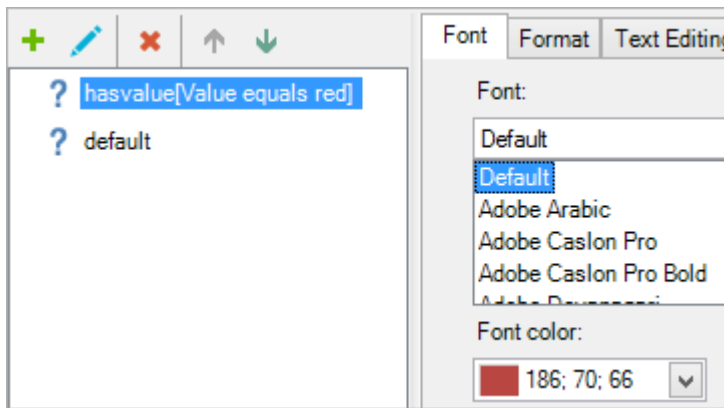 hasvalue[Value equals red]
default
Font Format Text Editing
Font:
Default
Default
Adobe Arabic
Adobe Caslon Pro
Adobe Caslon Pro Bold
Font color:
186; 70; 66